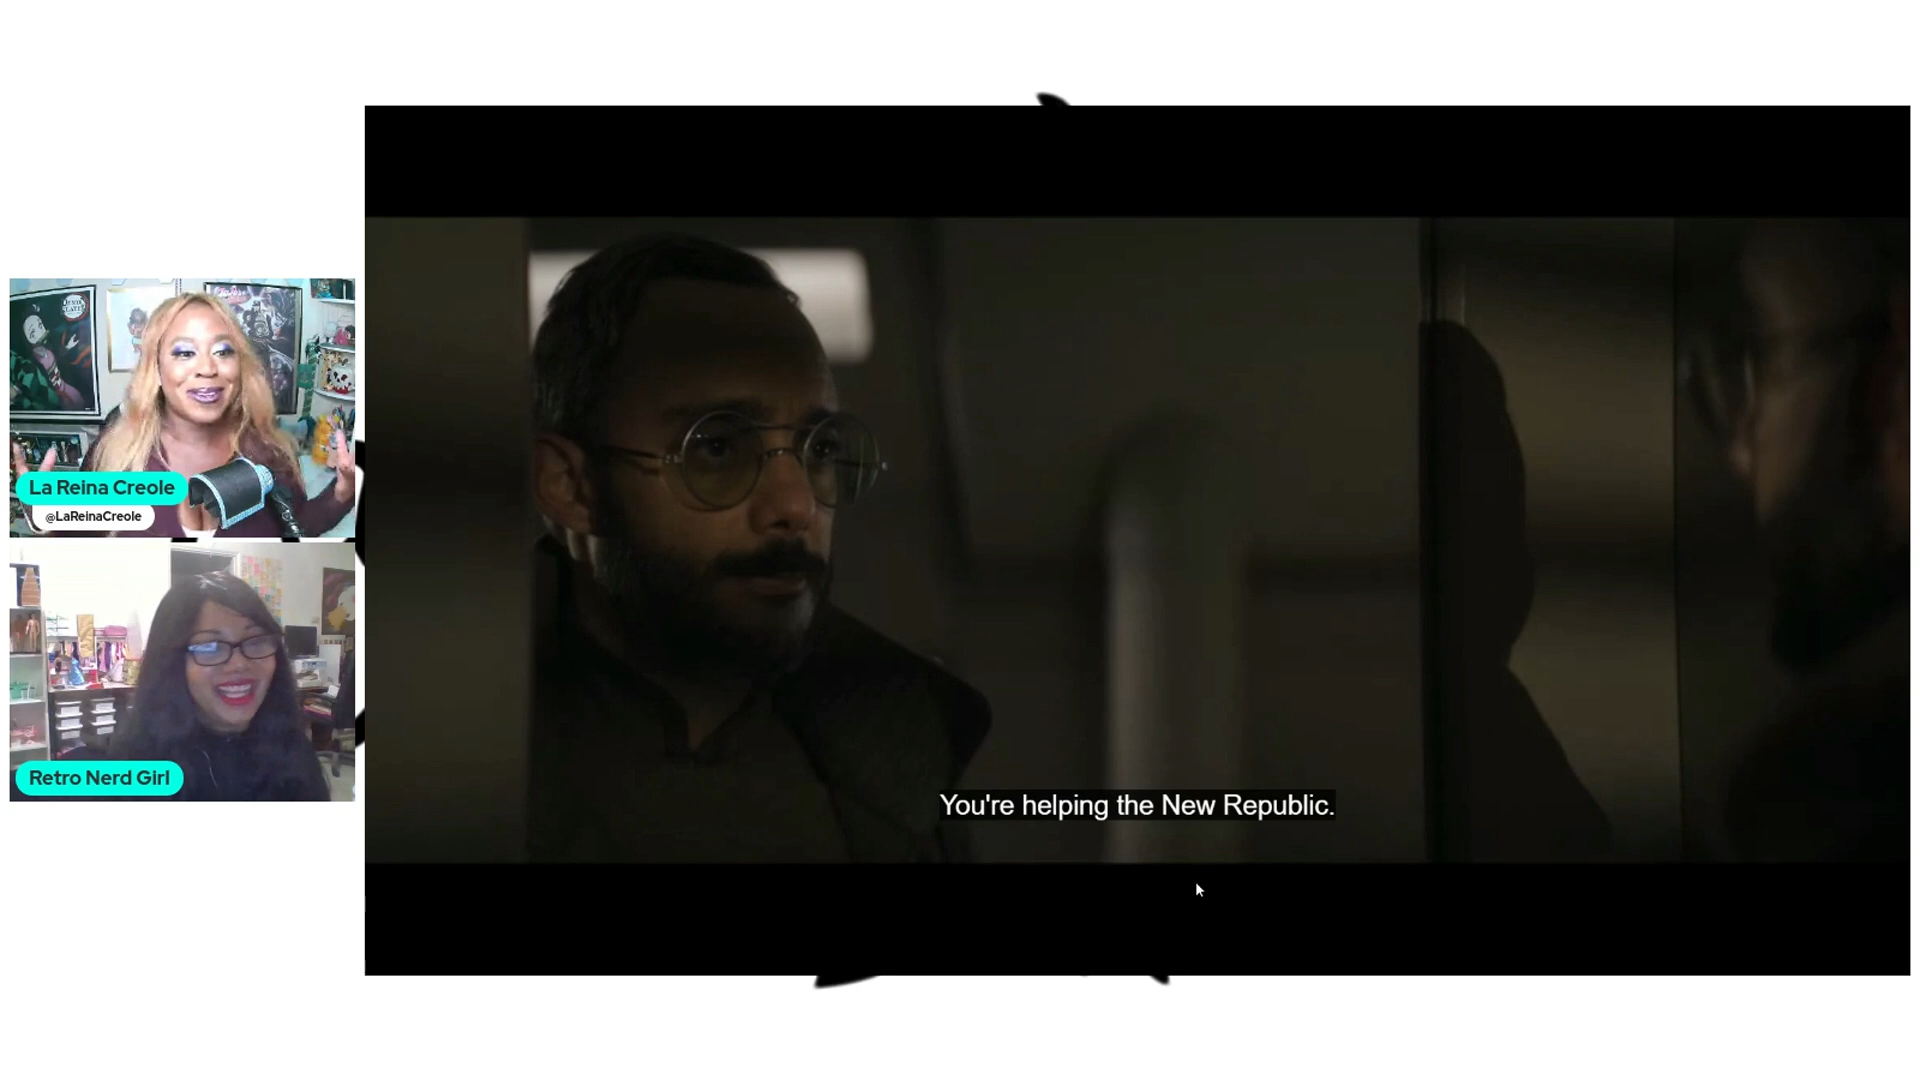 La Reina Creole
@LaReinaCreole
Retro Nerd Girl
You're helping the New Republic.